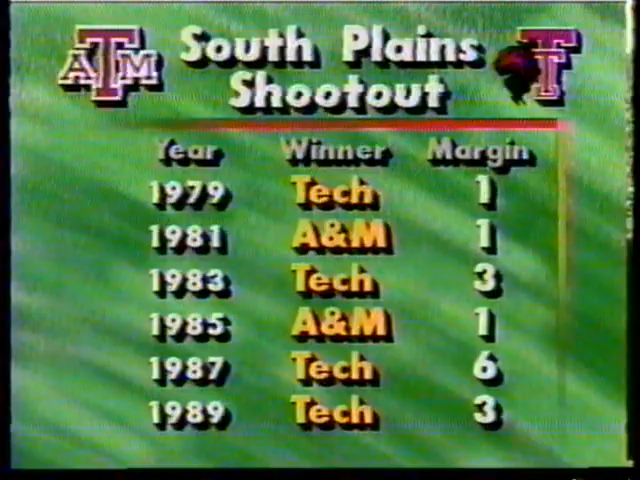 ATM South Plains TT
Shootout
Year Winner Margin
1979 Tech 1
1981 A&M 1
1983 Tech 3
1985 A&M 1
1987 Tech 6
1989 Tech 3